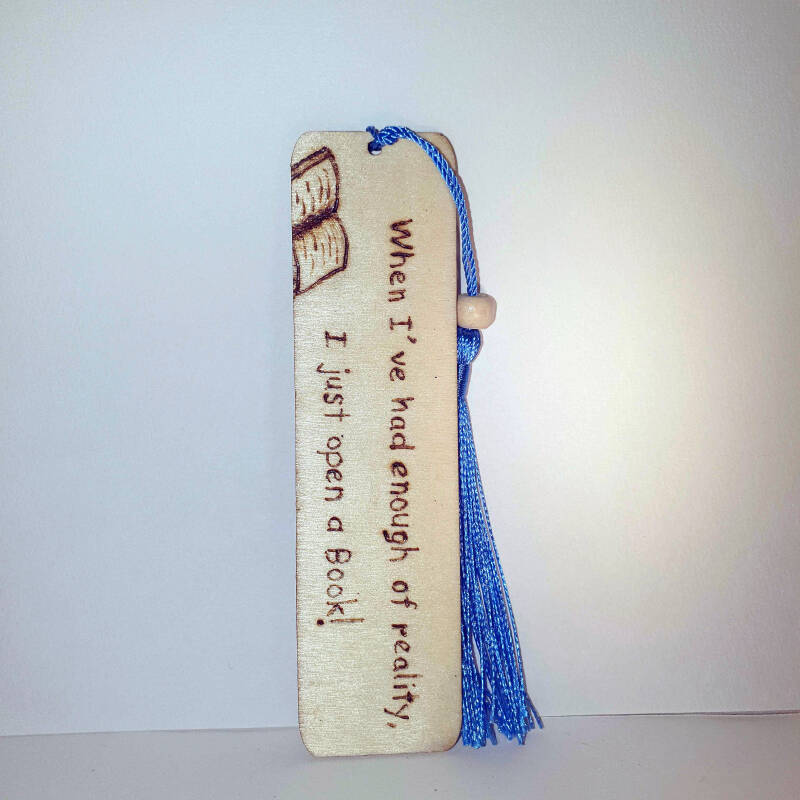 When I've had enough of reality,
I just open a Book!